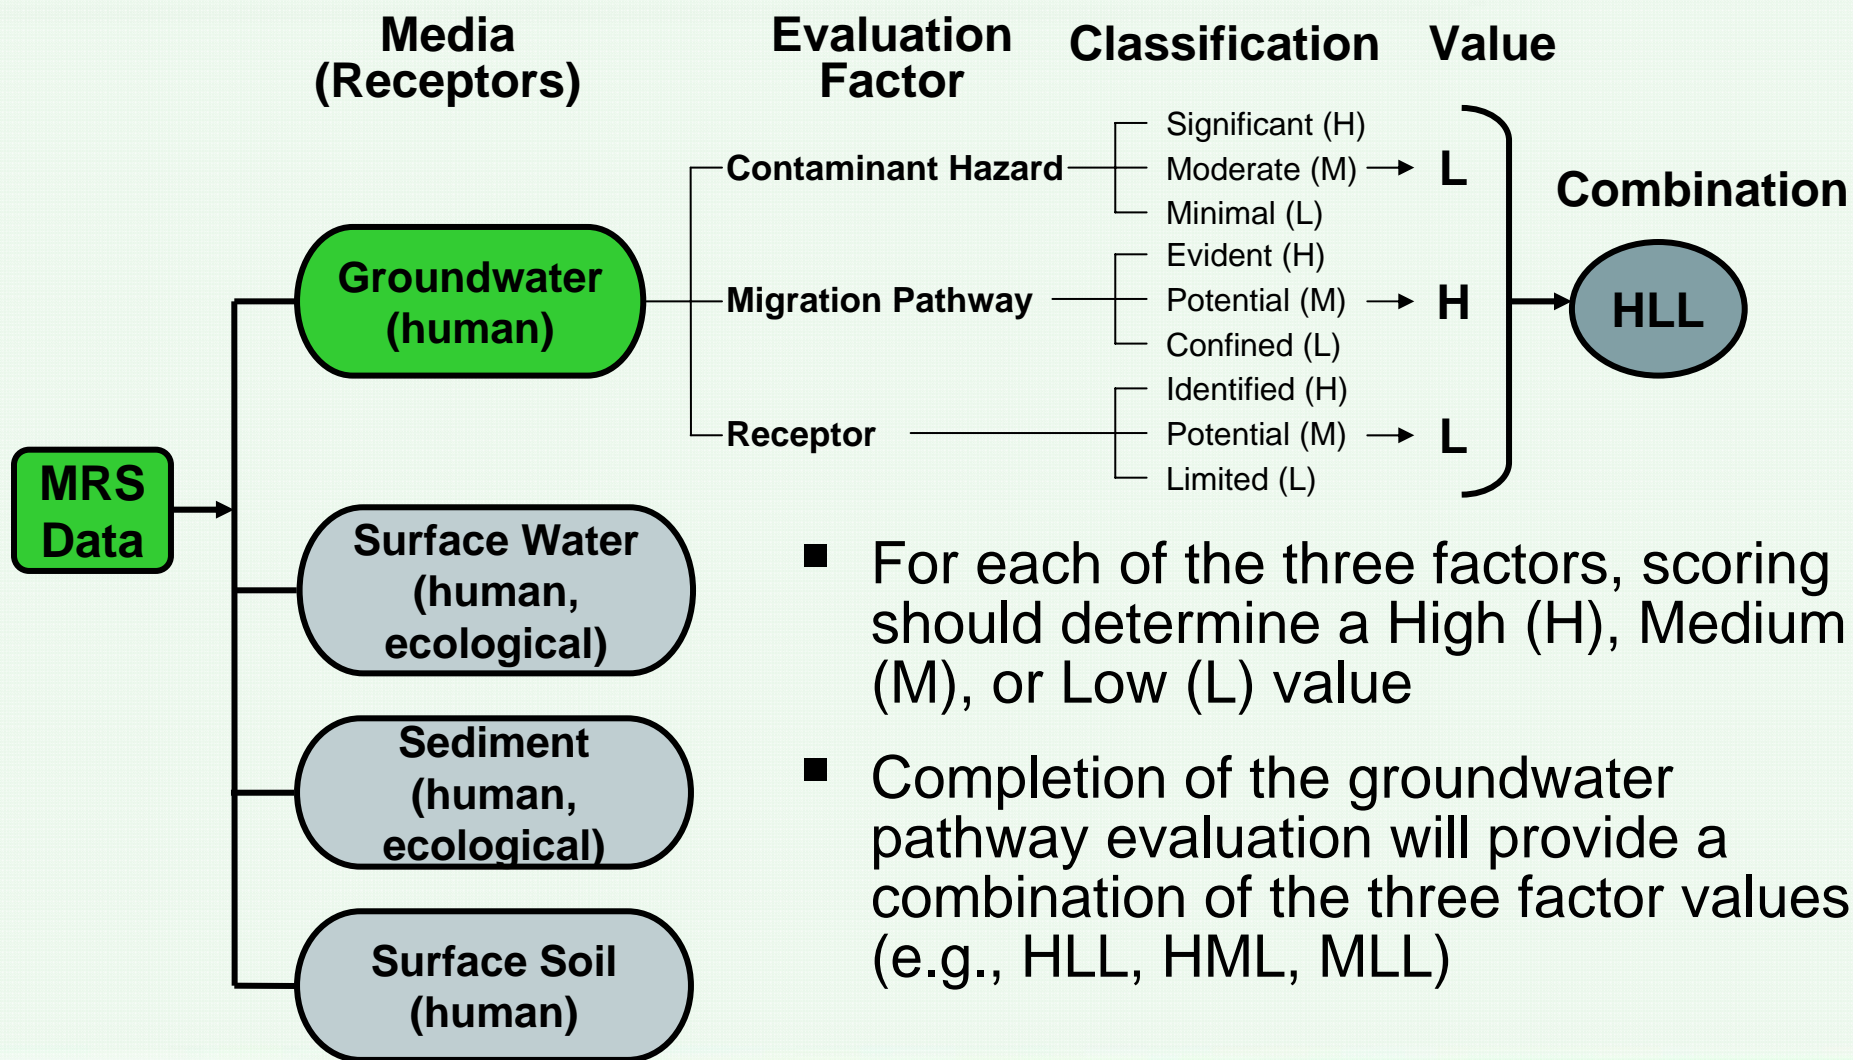 Media
(Receptors)
Evaluation
Factor
Classification
Value
Contaminant Hazard
Significant (H)
Moderate (M)
Minimal (L)
L
Migration Pathway
Evident (H)
Potential (M)
Confined (L)
H
Receptor
Identified (H)
Potential (M)
Limited (L)
L
Combination
HLL
Groundwater
(human)
MRS
Data
Surface Water
(human,
ecological)
Sediment
(human,
ecological)
Surface Soil
(human)
■ For each of the three factors, scoring
should determine a High (H), Medium
(M), or Low (L) value
■ Completion of the groundwater
pathway evaluation will provide a
combination of the three factor values
(e.g., HLL, HML, MLL)